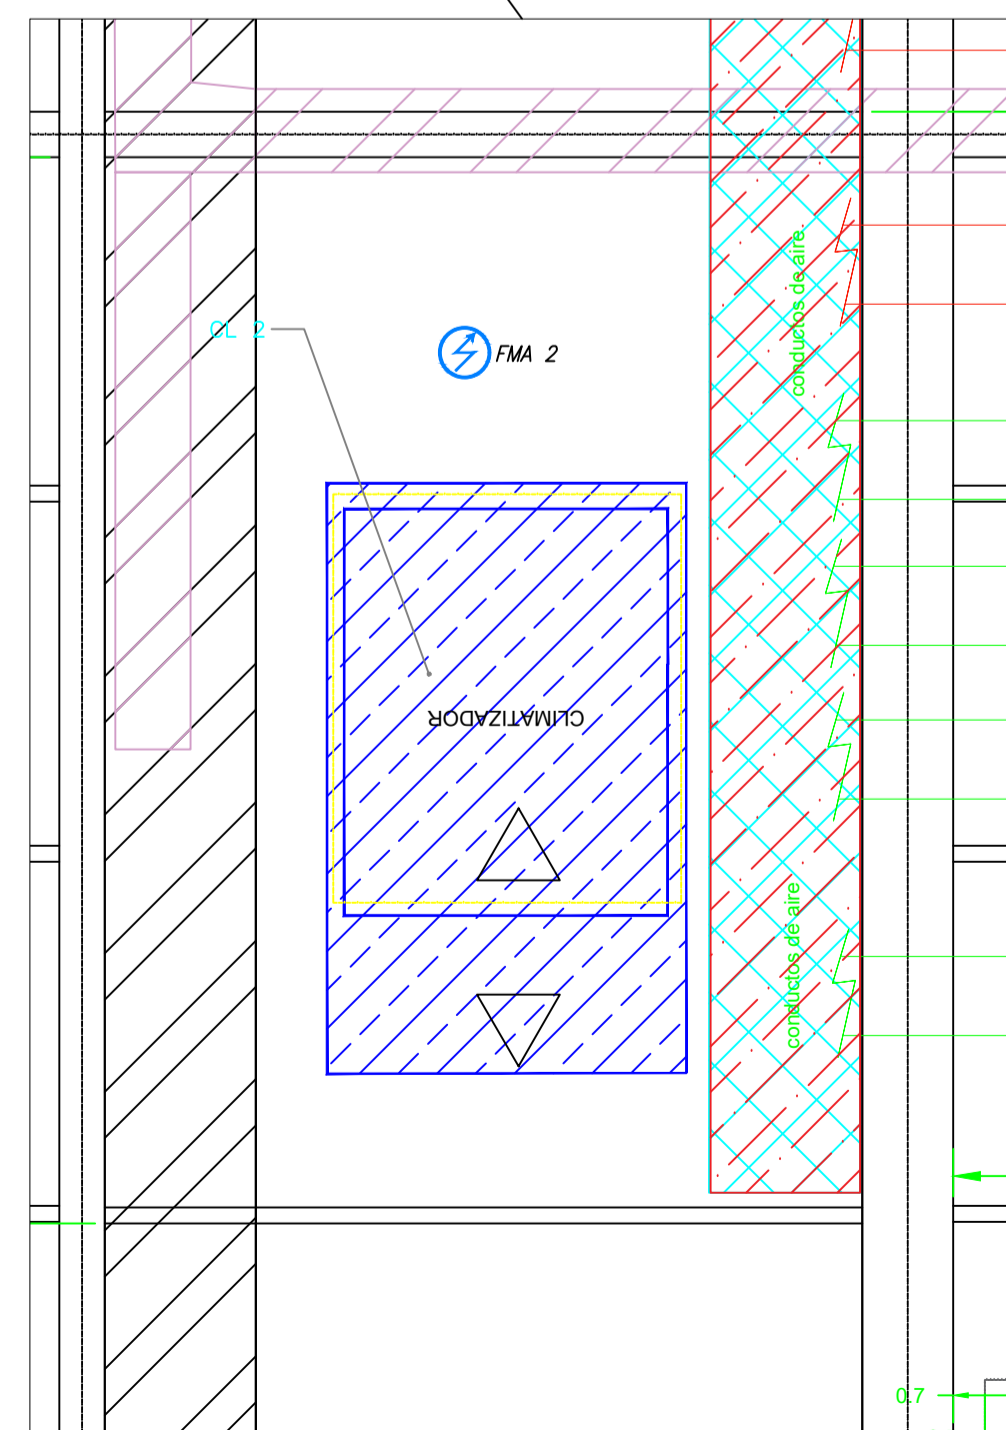 conductos de aire
CL 2
FMA 2
CLIMATIZADOR
conductos de aire
0.7